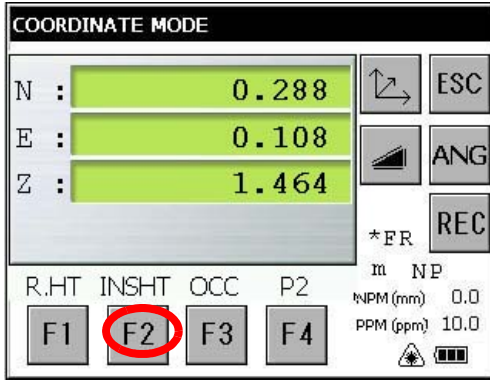 COORDINATE MODE
N : 0.288
E : 0.108
Z : 1.464
ESC
ANG
REC
*FR
m NP
NPM (mm) 0.0
PPM (ppm) 10.0
R.HT INSHT OCC P2
F1 F2 F3 F4